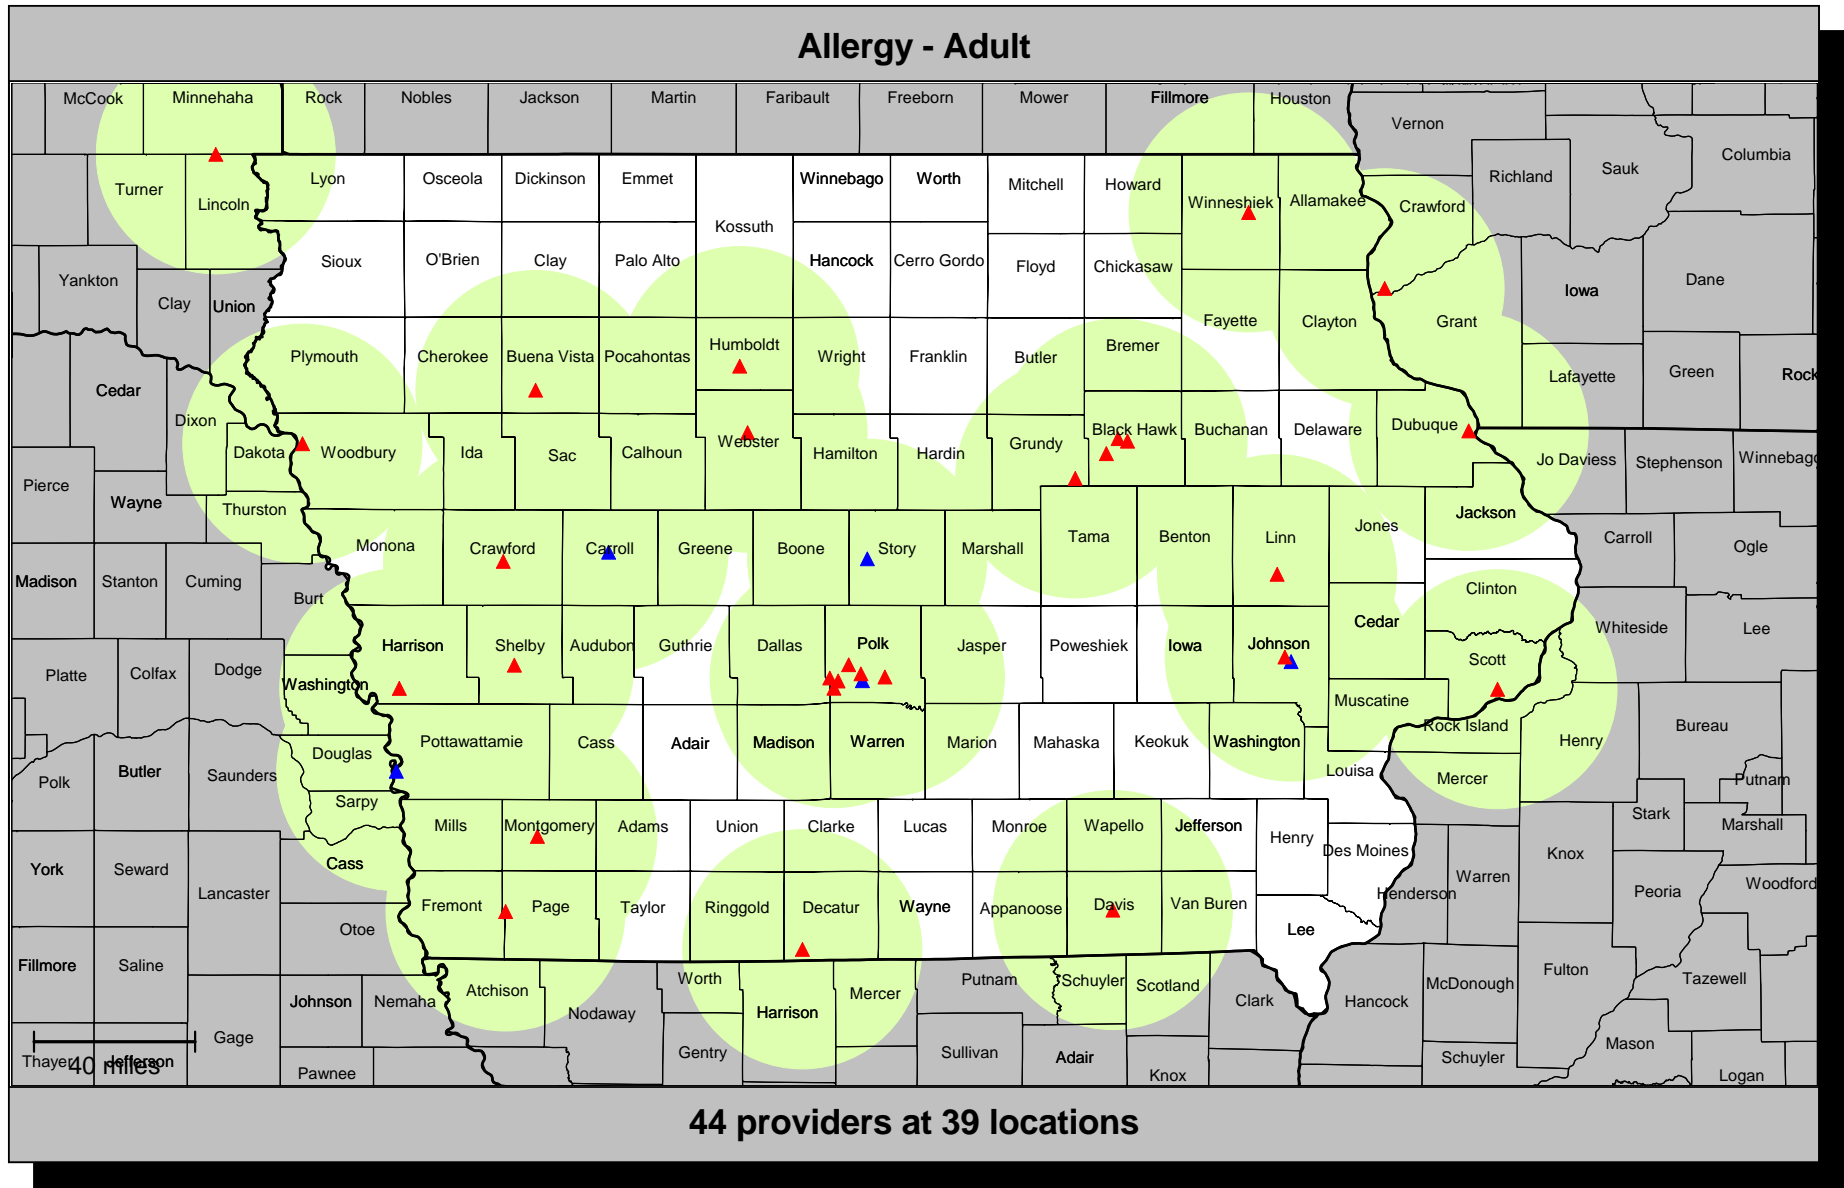 Allergy - Adult
McCook Minnehaha Rock Nobles Jackson Martin Faribault Freeborn Mower Fillmore Houston
Vernon
Columbia
Richland Sauk
Turner Lyon Osceola Dickinson Emmet Winnebago Worth Mitchell Howard
Lincoln Winneshiek Allamakee Crawford
Kossuth
Sioux O'Brien Clay Palo Alto Hancock Cerro Gordo Floyd Chickasaw
Yankton Clay Union Iowa Dane
Fayette Clayton Grant
Plymouth Cherokee Buena Vista Pocahontas Humboldt Wright Franklin Butler Bremer
Cedar Lafayette Green Rock
Dixon Dubuque
Dakota Woodbury Ida Sac Calhoun Webster Hamilton Hardin Grundy Black Hawk Buchanan Delaware
Jo Daviess Stephenson Winnebago
Pierce Wayne Thurston Jackson
Monona Crawford Carroll Greene Boone Story Marshall Tama Benton Linn Jones
Carroll Ogle
Madison Stanton Cuming Burt Clinton
Whiteside Lee
Harrison Shelby Audubon Guthrie Dallas Polk Jasper Poweshiek Iowa Johnson Cedar
Scott
Platte Colfax Dodge
Washington Muscatine
Rock Island Henry Bureau
Douglas Pottawattamie Cass Adair Madison Warren Marion Mahaska Keokuk Washington
Polk Butler Saunders Louisa Mercer Putnam
Sarpy
Mills Montgomery Adams Union Clarke Lucas Monroe Wapello Jefferson Henry
Stark Marshall
Des Moines
York Seward Cass Knox
Lancaster Henderson Warren Peoria Woodford
Fremont Page Taylor Ringgold Decatur Wayne Appanoose Davis Van Buren
Otoe Lee
Fillmore Saline Fulton Tazewell
Atchison Worth Mercer Putnam Schuyler Scotland McDonough
Johnson Nemaha Nodaway Harrison Clark Hancock
Gage Gentry Sullivan Adair Schuyler Mason
Thayer Jefferson
40 miles
Pawnee Knox Logan
44 providers at 39 locations